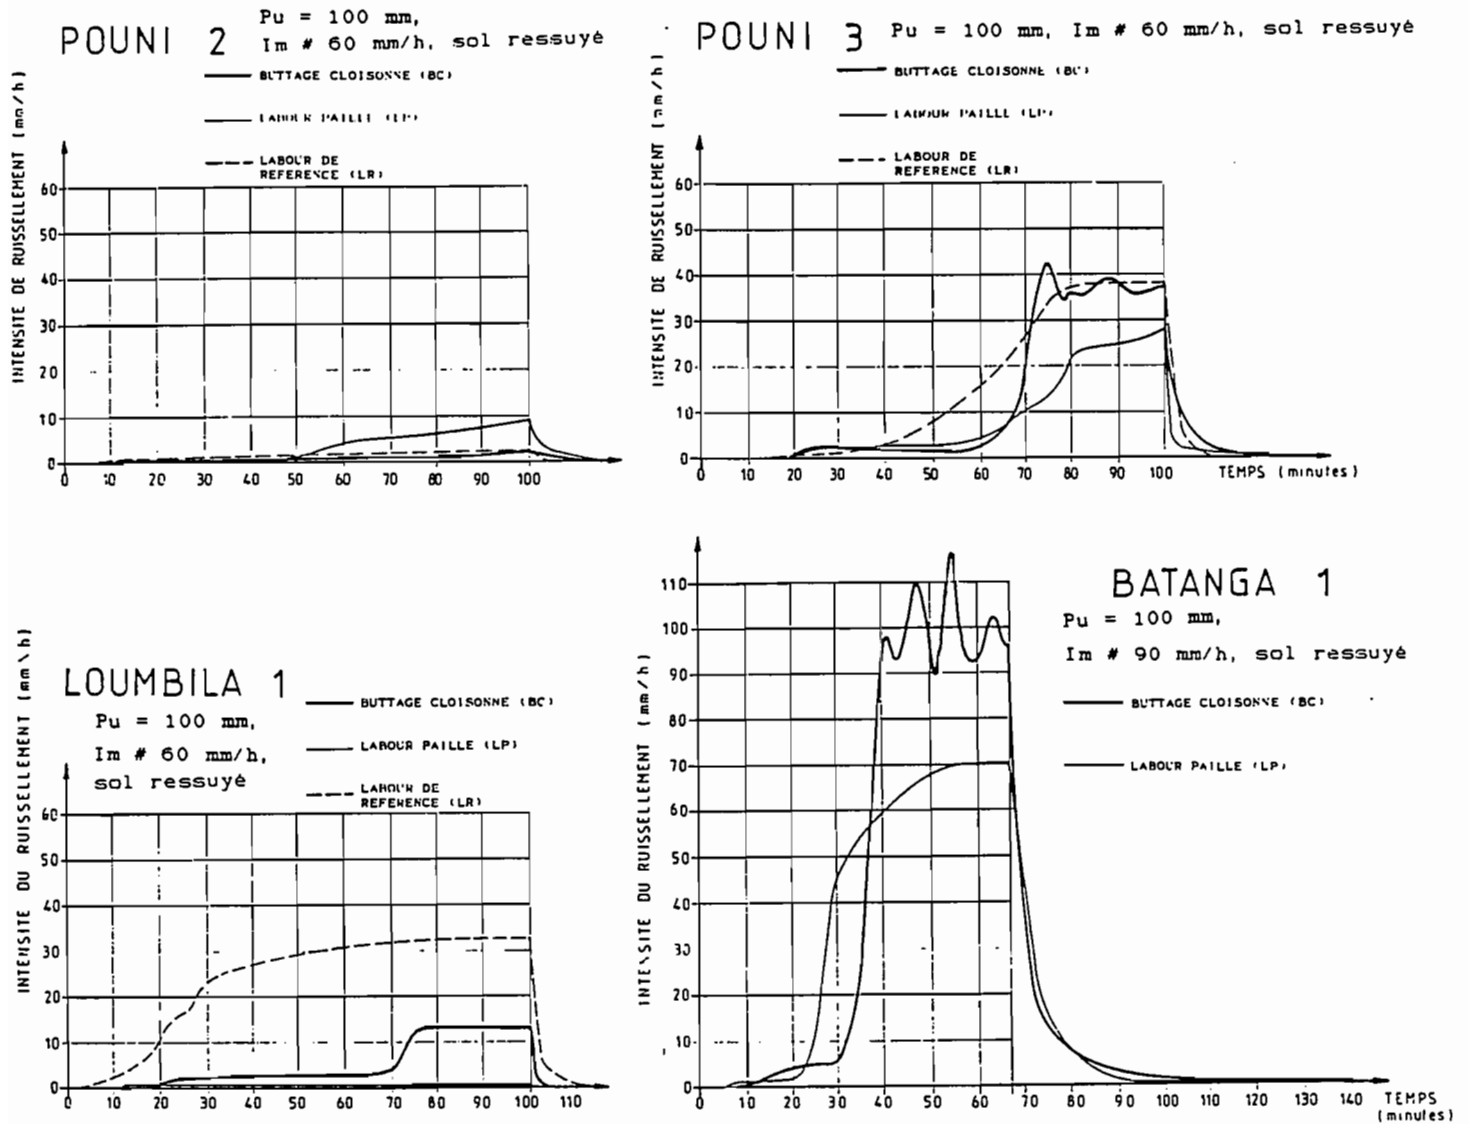 POUNI 2
Pu = 100 mm,
Im # 60 mm/h, sol ressuyé
BUTTAGE CLOISONNE (BC)
LABOUR PAILLE (LP)
LABOUR DE
REFERENCE (LR)
INTENSITE DE RUISSELLEMENT (mm/h)
60
50
40
30
20
10
0
0 10 20 30 40 50 60 70 80 90 100
POUNI 3
Pu = 100 mm, Im # 60 mm/h, sol ressuyé
BUTTAGE CLOISONNE (BC)
LABOUR PAILLE (LP)
LABOUR DE
REFERENCE (LR)
INTENSITE DE RUISSELLEMENT (mm/h)
60
50
40
30
20
10
0
0 10 20 30 40 50 60 70 80 90 100 TEMPS (minutes)
LOUMBILA 1
Pu = 100 mm,
Im # 60 mm/h,
sol ressuyé
BUTTAGE CLOISONNE (BC)
LABOUR PAILLE (LP)
LABOUR DE
REFERENCE (LR)
INTENSITE DU RUISSELLEMENT (mm\h)
60
50
40
30
20
10
0
0 10 20 30 40 50 60 70 80 90 100 110
BATANGA 1
Pu = 100 mm,
Im # 90 mm/h, sol ressuyé
BUTTAGE CLOISONNE (BC)
LABOUR PAILLE (LP)
INTENSITE DU RUISSELLEMENT (mm/h)
110
100
90
80
70
60
50
40
30
20
10
0
0 10 20 30 40 50 60 70 80 90 100 110 120 130 140 TEMPS
(minutes)